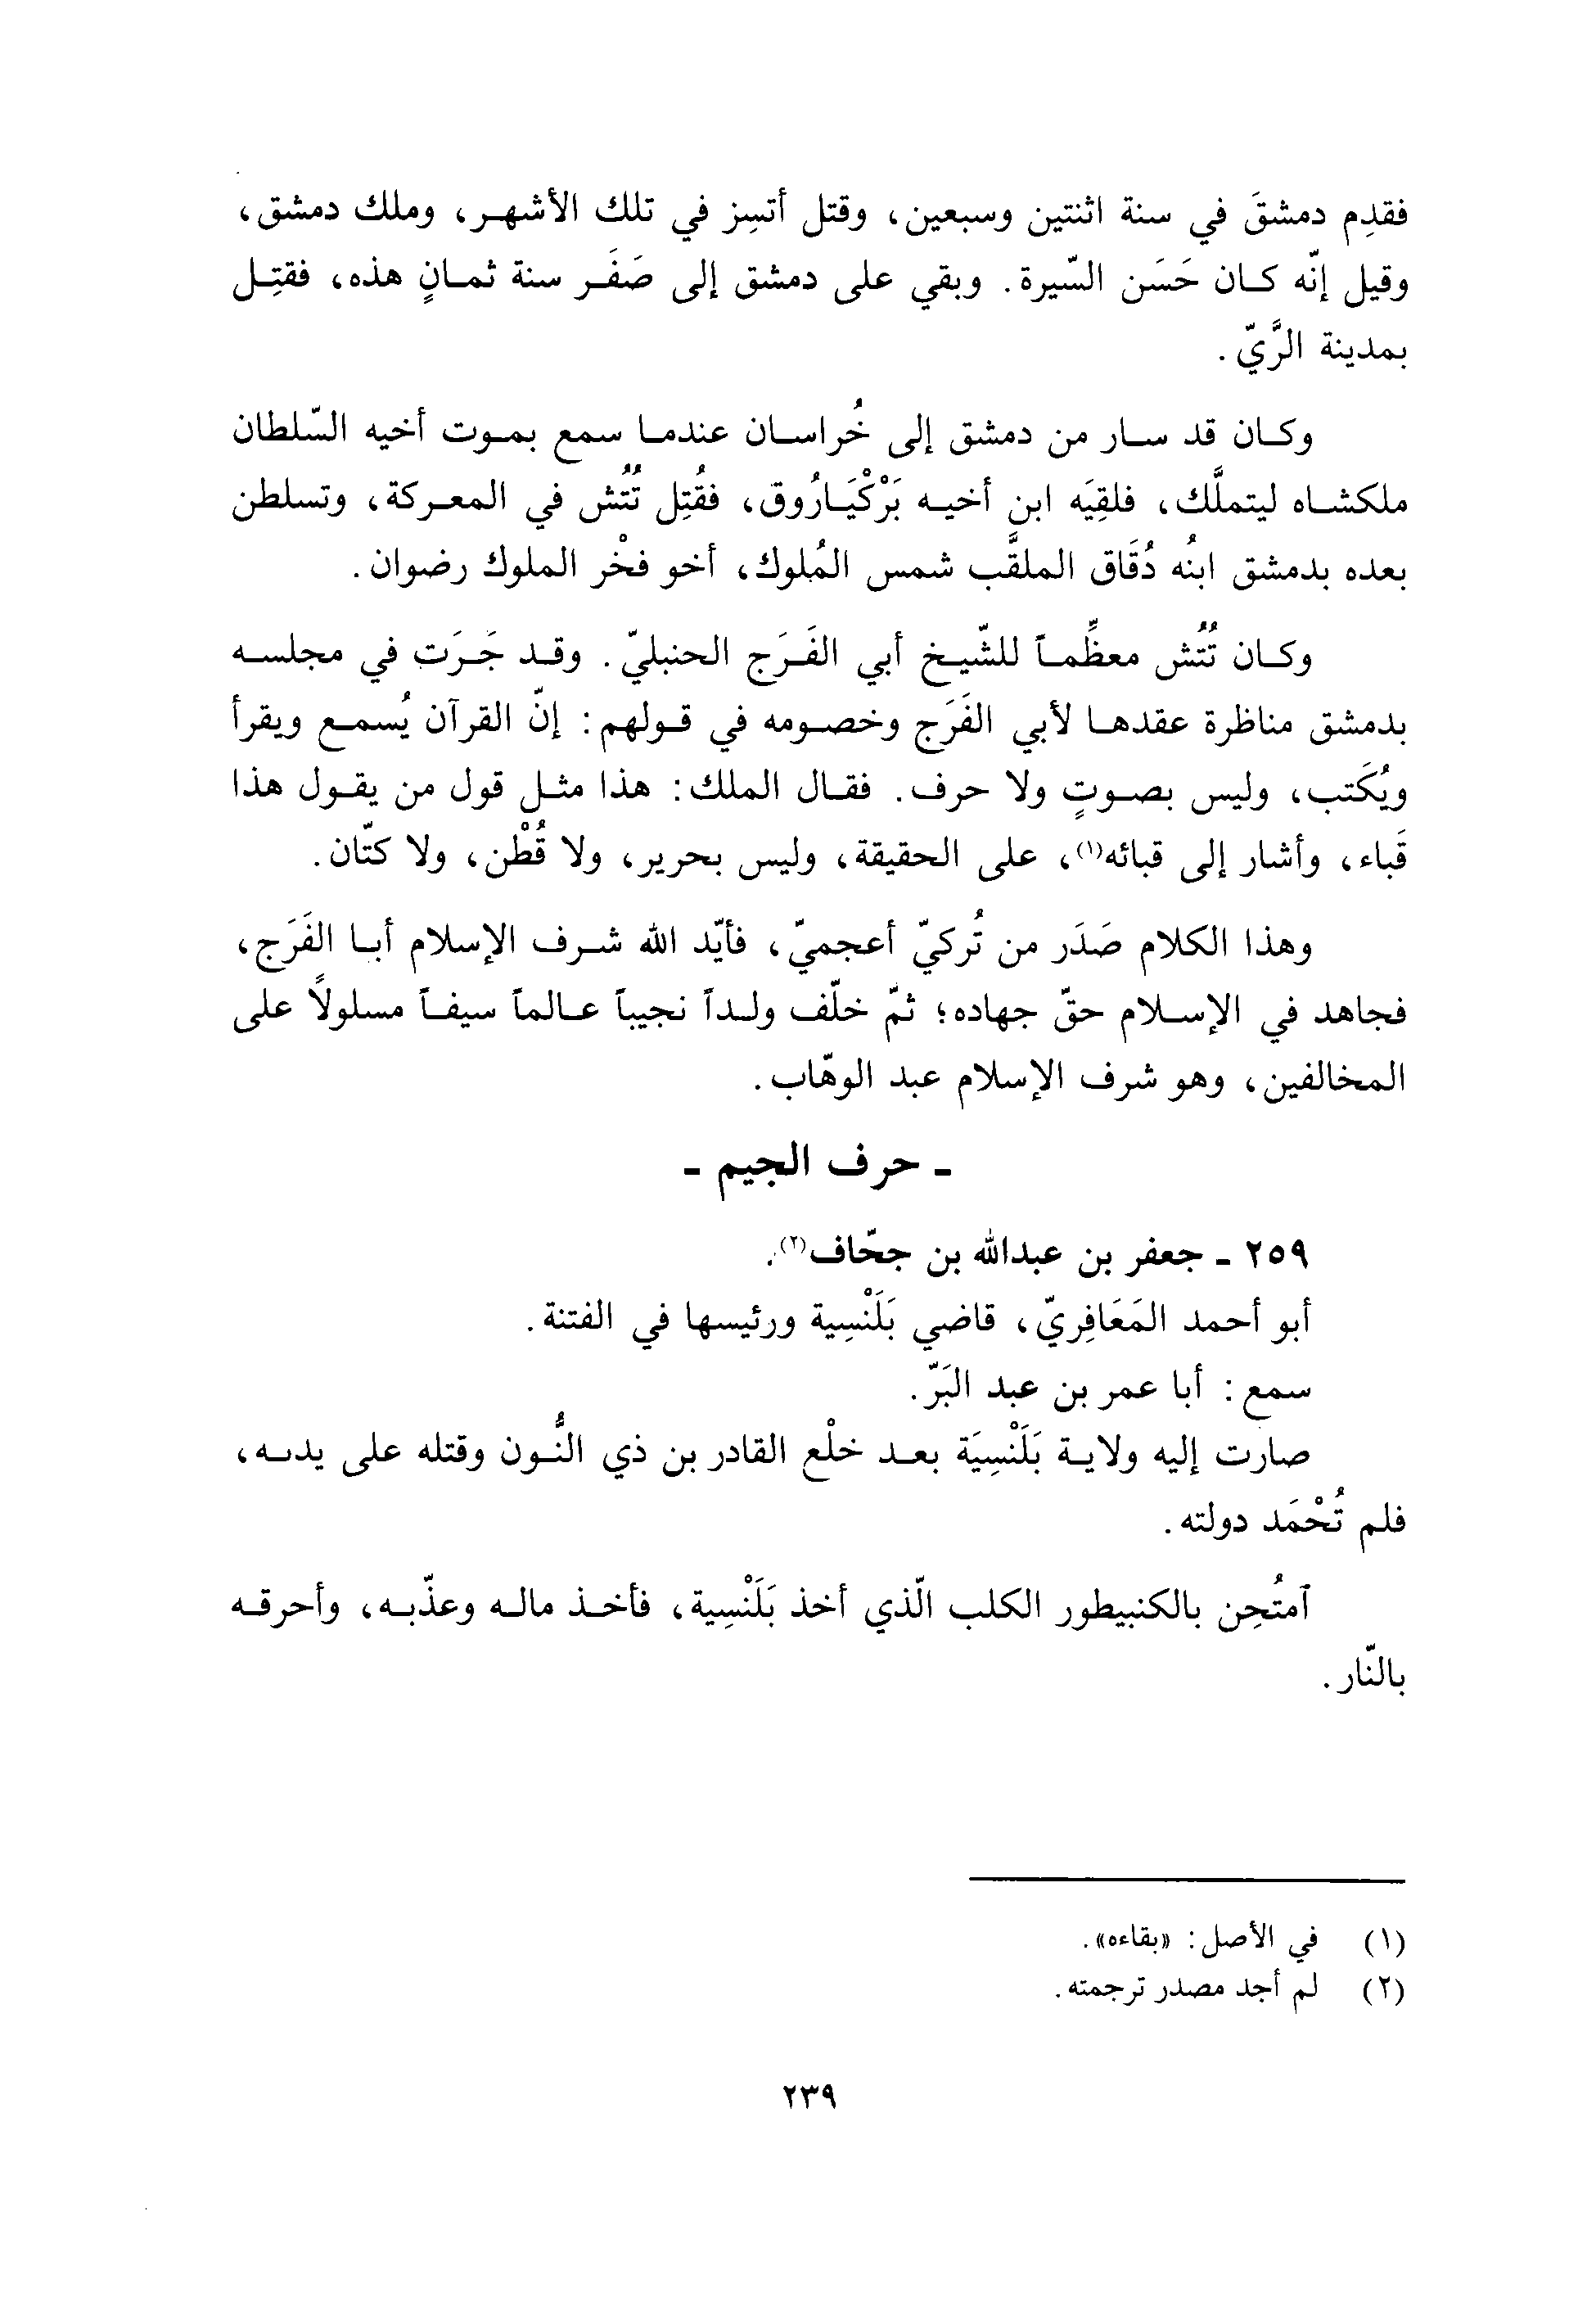 فقدِم دمشقَ في سنة اثنتين وسبعين، وقتل أتسِز في تلك الأشهر، وملك دمشق،
وقيل إنّه كان حَسَن السّيرة. وبقي على دمشق إلى صَفَر سنة ثمانٍ هذه، فقتِل
بمدينة الرَّيّ.
وكان قد سار من دمشق إلى خُراسان عندما سمع بموت أخيه السّلطان
ملكشاه ليتملَّك، فلقِيَه ابن أخيه بَرْكْيَارُوق، فقُتِل تُتُش في المعركة، وتسلطن
بعده بدمشق ابنُه دُقَاق الملقَّب شمس المُلوك، أخو فخْر الملوك رضوان.
وكان تُتُش معظِّماً للشّيخ أبي الفَرَج الحنبليّ. وقد جَرَت في مجلسه
بدمشق مناظرة عقدها لأبي الفَرَج وخصومه في قولهم: إنّ القرآن يُسمع ويقرأ
ويُكَتب، وليس بصوتٍ ولا حرف. فقال الملك: هذا مثل قول من يقول هذا
قَباء، وأشار إلى قبائه(١)، على الحقيقة، وليس بحرير، ولا قُطْن، ولا كتّان.
وهذا الكلام صَدَر من تُركيّ أعجميّ، فأيّد الله شرف الإسلام أبا الفَرَج،
فجاهد في الإسلام حقّ جهاده؛ ثمّ خلّف ولداً نجيباً عالماً سيفاً مسلولاً على
المخالفين، وهو شرف الإسلام عبد الوهّاب.
- حرف الجيم -
٢٥٩ - جعفر بن عبدالله بن جحّاف(٢).
أبو أحمد المَعَافِريّ، قاضي بَلَنْسِية ورئيسها في الفتنة.
سمع: أبا عمر بن عبد البَرّ.
صارت إليه ولاية بَلَنْسِيَة بعد خلْع القادر بن ذي النُّون وقتله على يديه،
فلم تُحْمَد دولته.
آمتُحِن بالكنبيطور الكلب الّذي أخذ بَلَنْسِية، فأخذ ماله وعذّبه، وأحرقه
بالنّار.
(١) في الأصل: «بقاءه».
(٢) لم أجد مصدر ترجمته.
٢٣٩